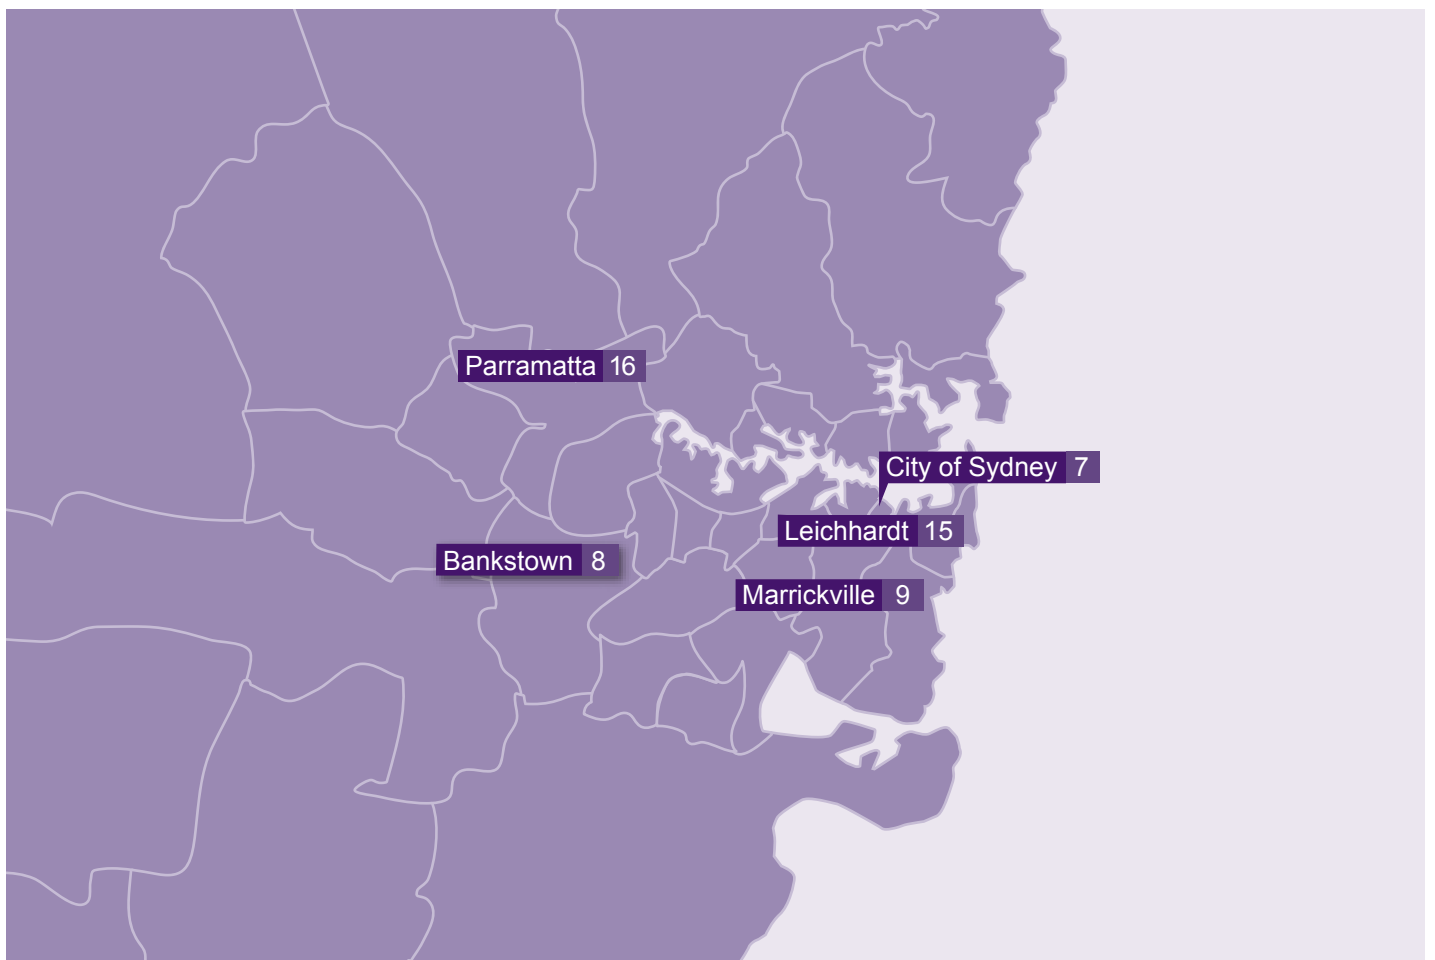 Parramatta 16
City of Sydney 7
Leichhardt 15
Bankstown 8
Marrickville 9